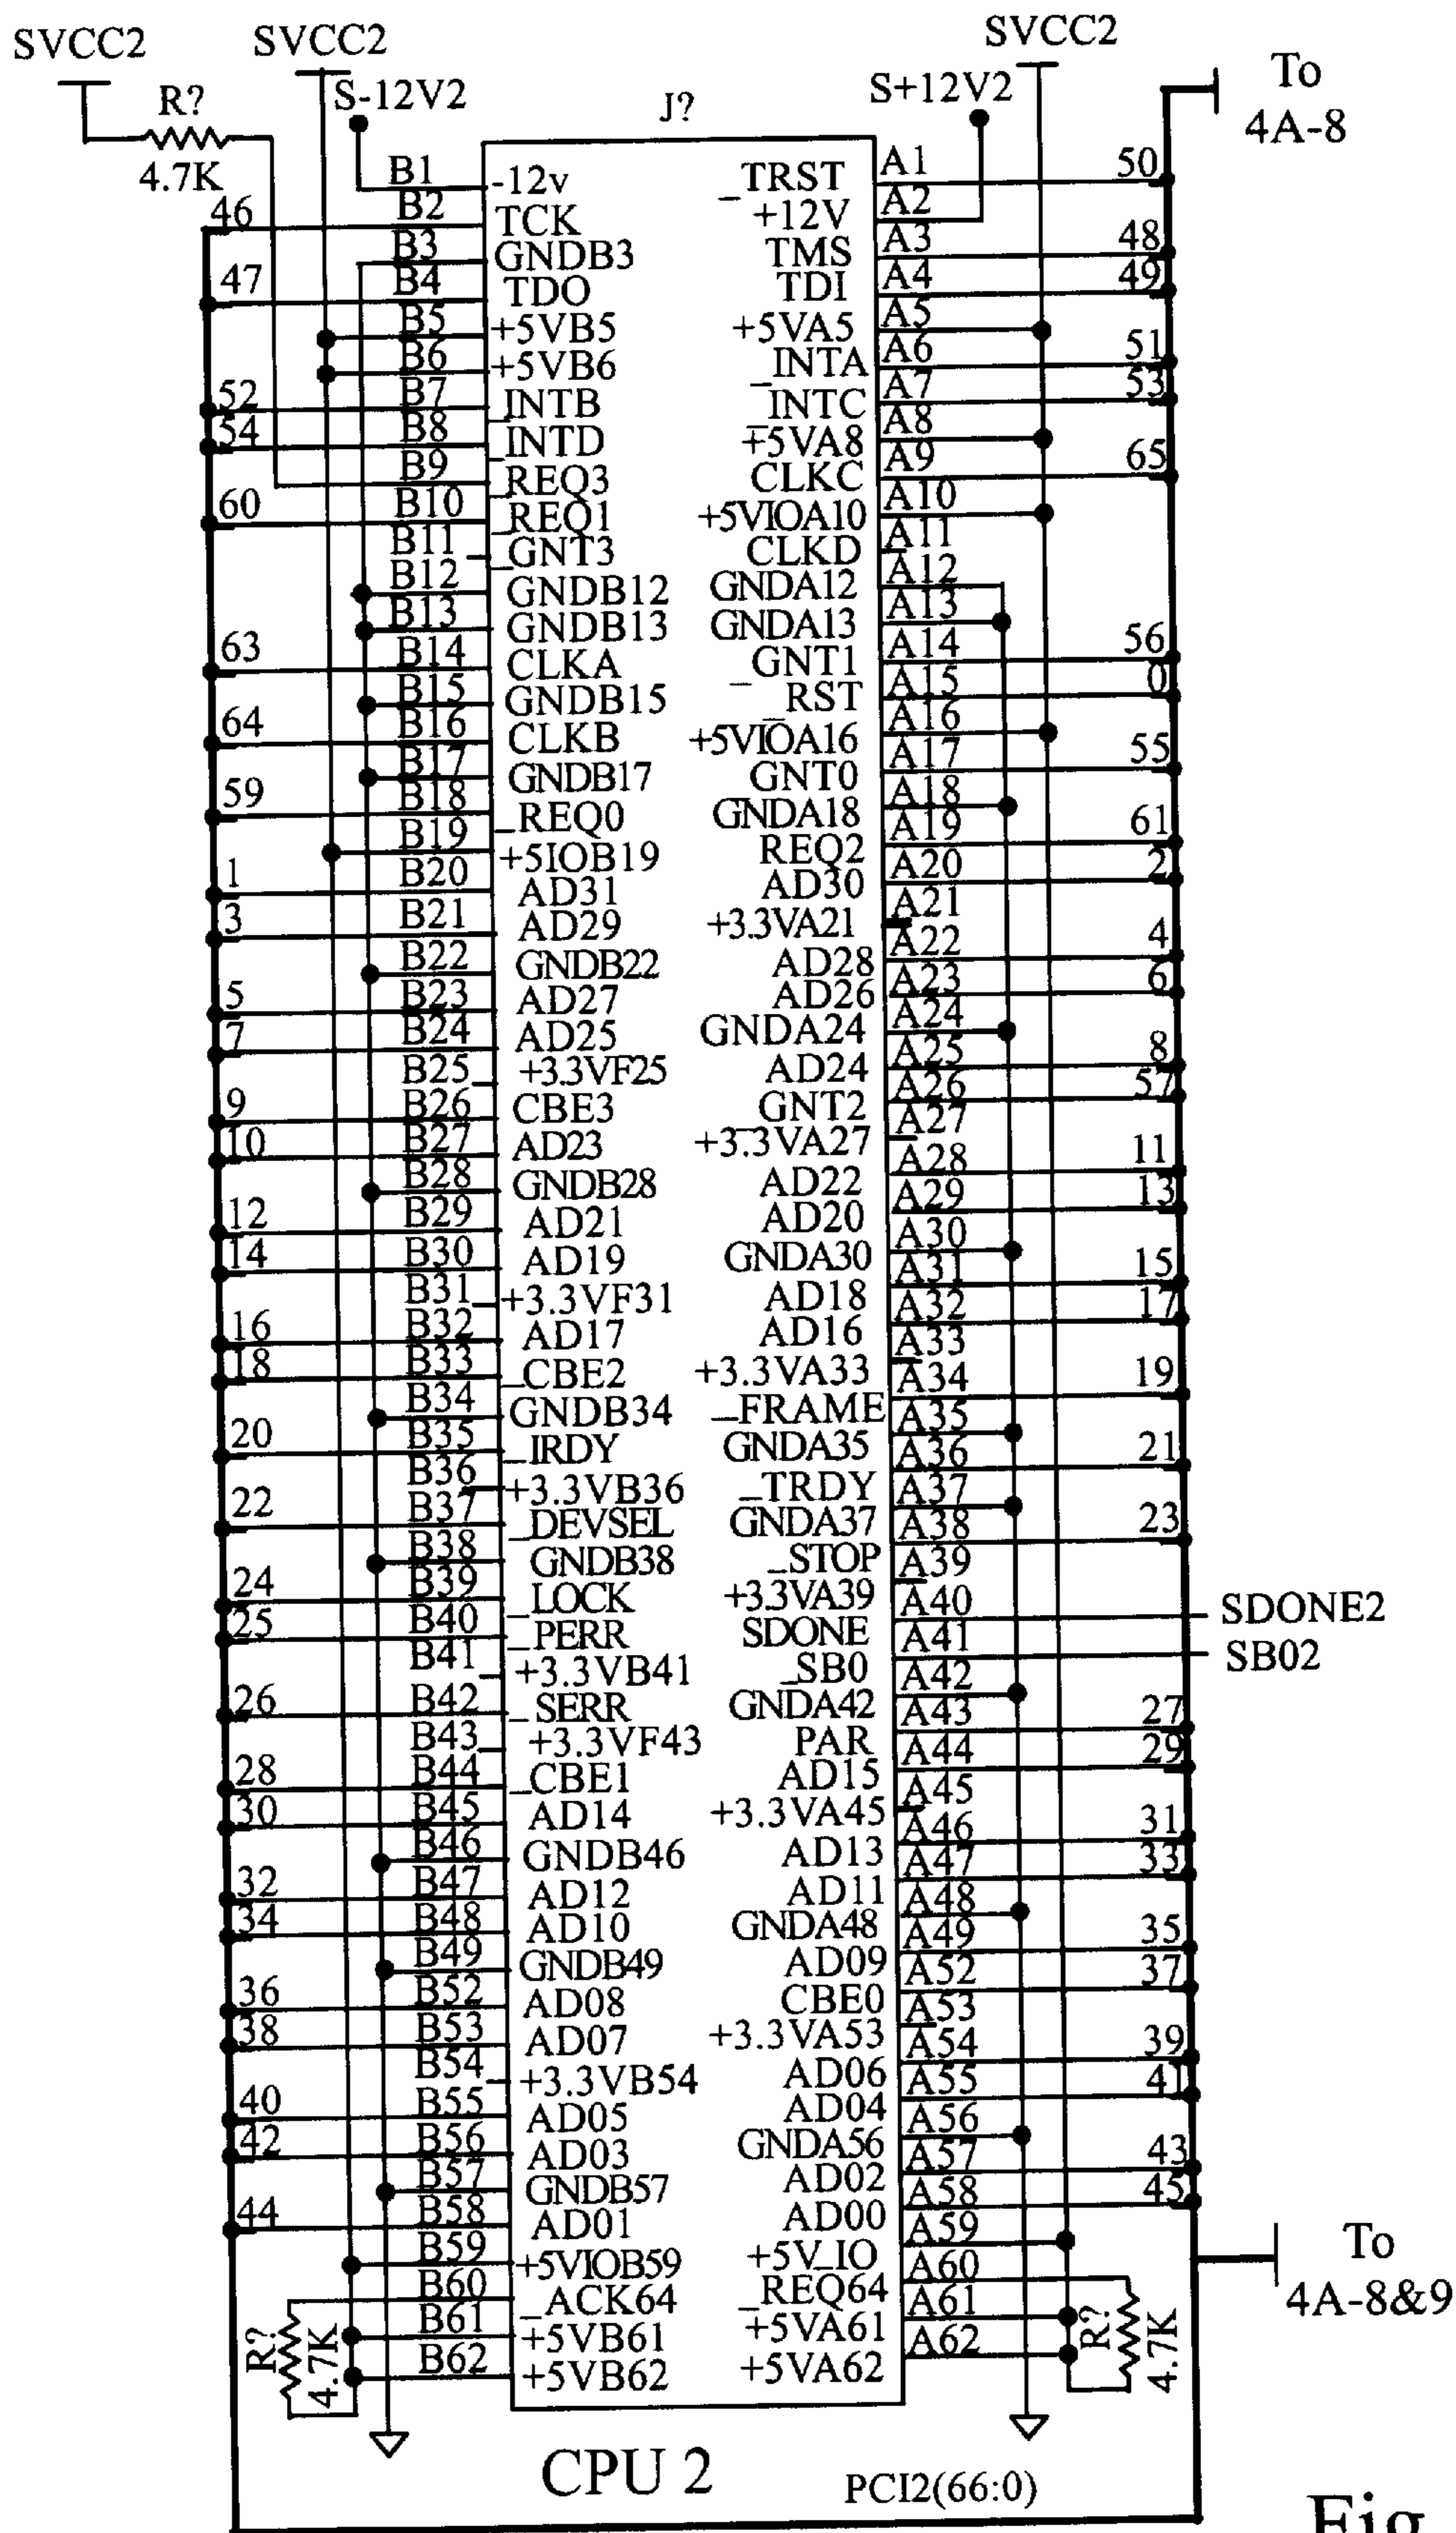 SVCC2 SVCC2 SVCC2
To
4A-8
R? S-12V2 J? S+12V2
4.7K
B1 -12v _TRST A1 50
46 B2 TCK +12V A2
B3 GNDB3 TMS A3 48
47 B4 TDO TDI A4 49
B5 +5VB5 +5VA5 A5
B6 +5VB6 _INTA A6 51
52 B7 _INTB _INTC A7 53
54 B8 _INTD +5VA8 A8
B9 _REQ3 CLKC A9 65
60 B10 _REQ1 +5VIOA10 A10
B11 _GNT3 CLKD A11
B12 GNDB12 GNDA12 A12
B13 GNDB13 GNDA13 A13
63 B14 CLKA _GNT1 A14 56
B15 GNDB15 _RST A15 0
64 B16 CLKB +5VIOA16 A16
B17 GNDB17 GNT0 A17 55
59 B18 _REQ0 GNDA18 A18
B19 +5IOB19 REQ2 A19 61
1 B20 AD31 AD30 A20 2
3 B21 AD29 +3.3VA21 A21
B22 GNDB22 AD28 A22 4
5 B23 AD27 AD26 A23 6
7 B24 AD25 GNDA24 A24
B25 +3.3VF25 AD24 A25 8
9 B26 CBE3 GNT2 A26 57
10 B27 AD23 +3.3VA27 A27
B28 GNDB28 AD22 A28 11
12 B29 AD21 AD20 A29 13
14 B30 AD19 GNDA30 A30
B31 +3.3VF31 AD18 A31 15
16 B32 AD17 AD16 A32 17
18 B33 _CBE2 +3.3VA33 A33
B34 GNDB34 _FRAME A34 19
20 B35 _IRDY GNDA35 A35
B36 +3.3VB36 _TRDY A36 21
22 B37 _DEVSEL GNDA37 A37
B38 GNDB38 _STOP A38 23
24 B39 _LOCK +3.3VA39 A39
25 B40 _PERR SDONE A40 SDONE2
B41 +3.3VB41 _SB0 A41 SB02
26 B42 _SERR GNDA42 A42
B43 +3.3VF43 PAR A43 27
28 B44 _CBE1 AD15 A44 29
30 B45 AD14 +3.3VA45 A45
B46 GNDB46 AD13 A46 31
32 B47 AD12 AD11 A47 33
34 B48 AD10 GNDA48 A48
B49 GNDB49 AD09 A49 35
36 B52 AD08 CBE0 A52 37
38 B53 AD07 +3.3VA53 A53
B54 +3.3VB54 AD06 A54 39
40 B55 AD05 AD04 A55 41
42 B56 AD03 GNDA56 A56
B57 GNDB57 AD02 A57 43
44 B58 AD01 AD00 A58 45
B59 +5VIOB59 +5V_IO A59
B60 _ACK64 _REQ64 A60
B61 +5VB61 +5VA61 A61
B62 +5VB62 +5VA62 A62
R? 4.7K
R? 4.7K
To
4A-8&9
CPU 2 PCI2(66:0)
Fig